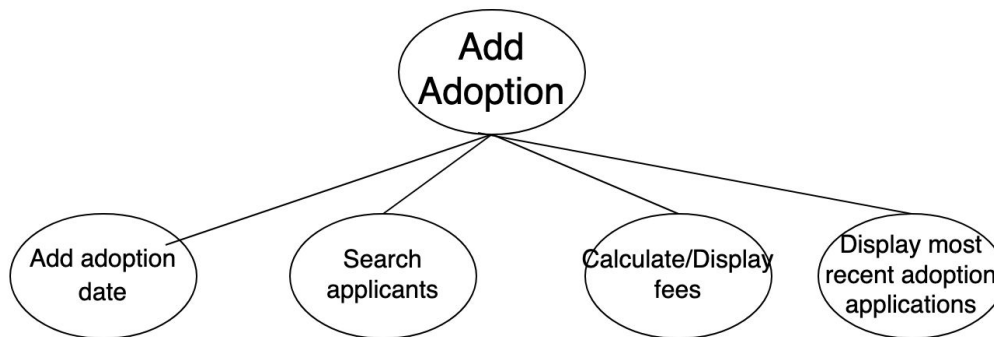 Add
Adoption
Add adoption
date
Search
applicants
Calculate/Display
fees
Display most
recent adoption
applications